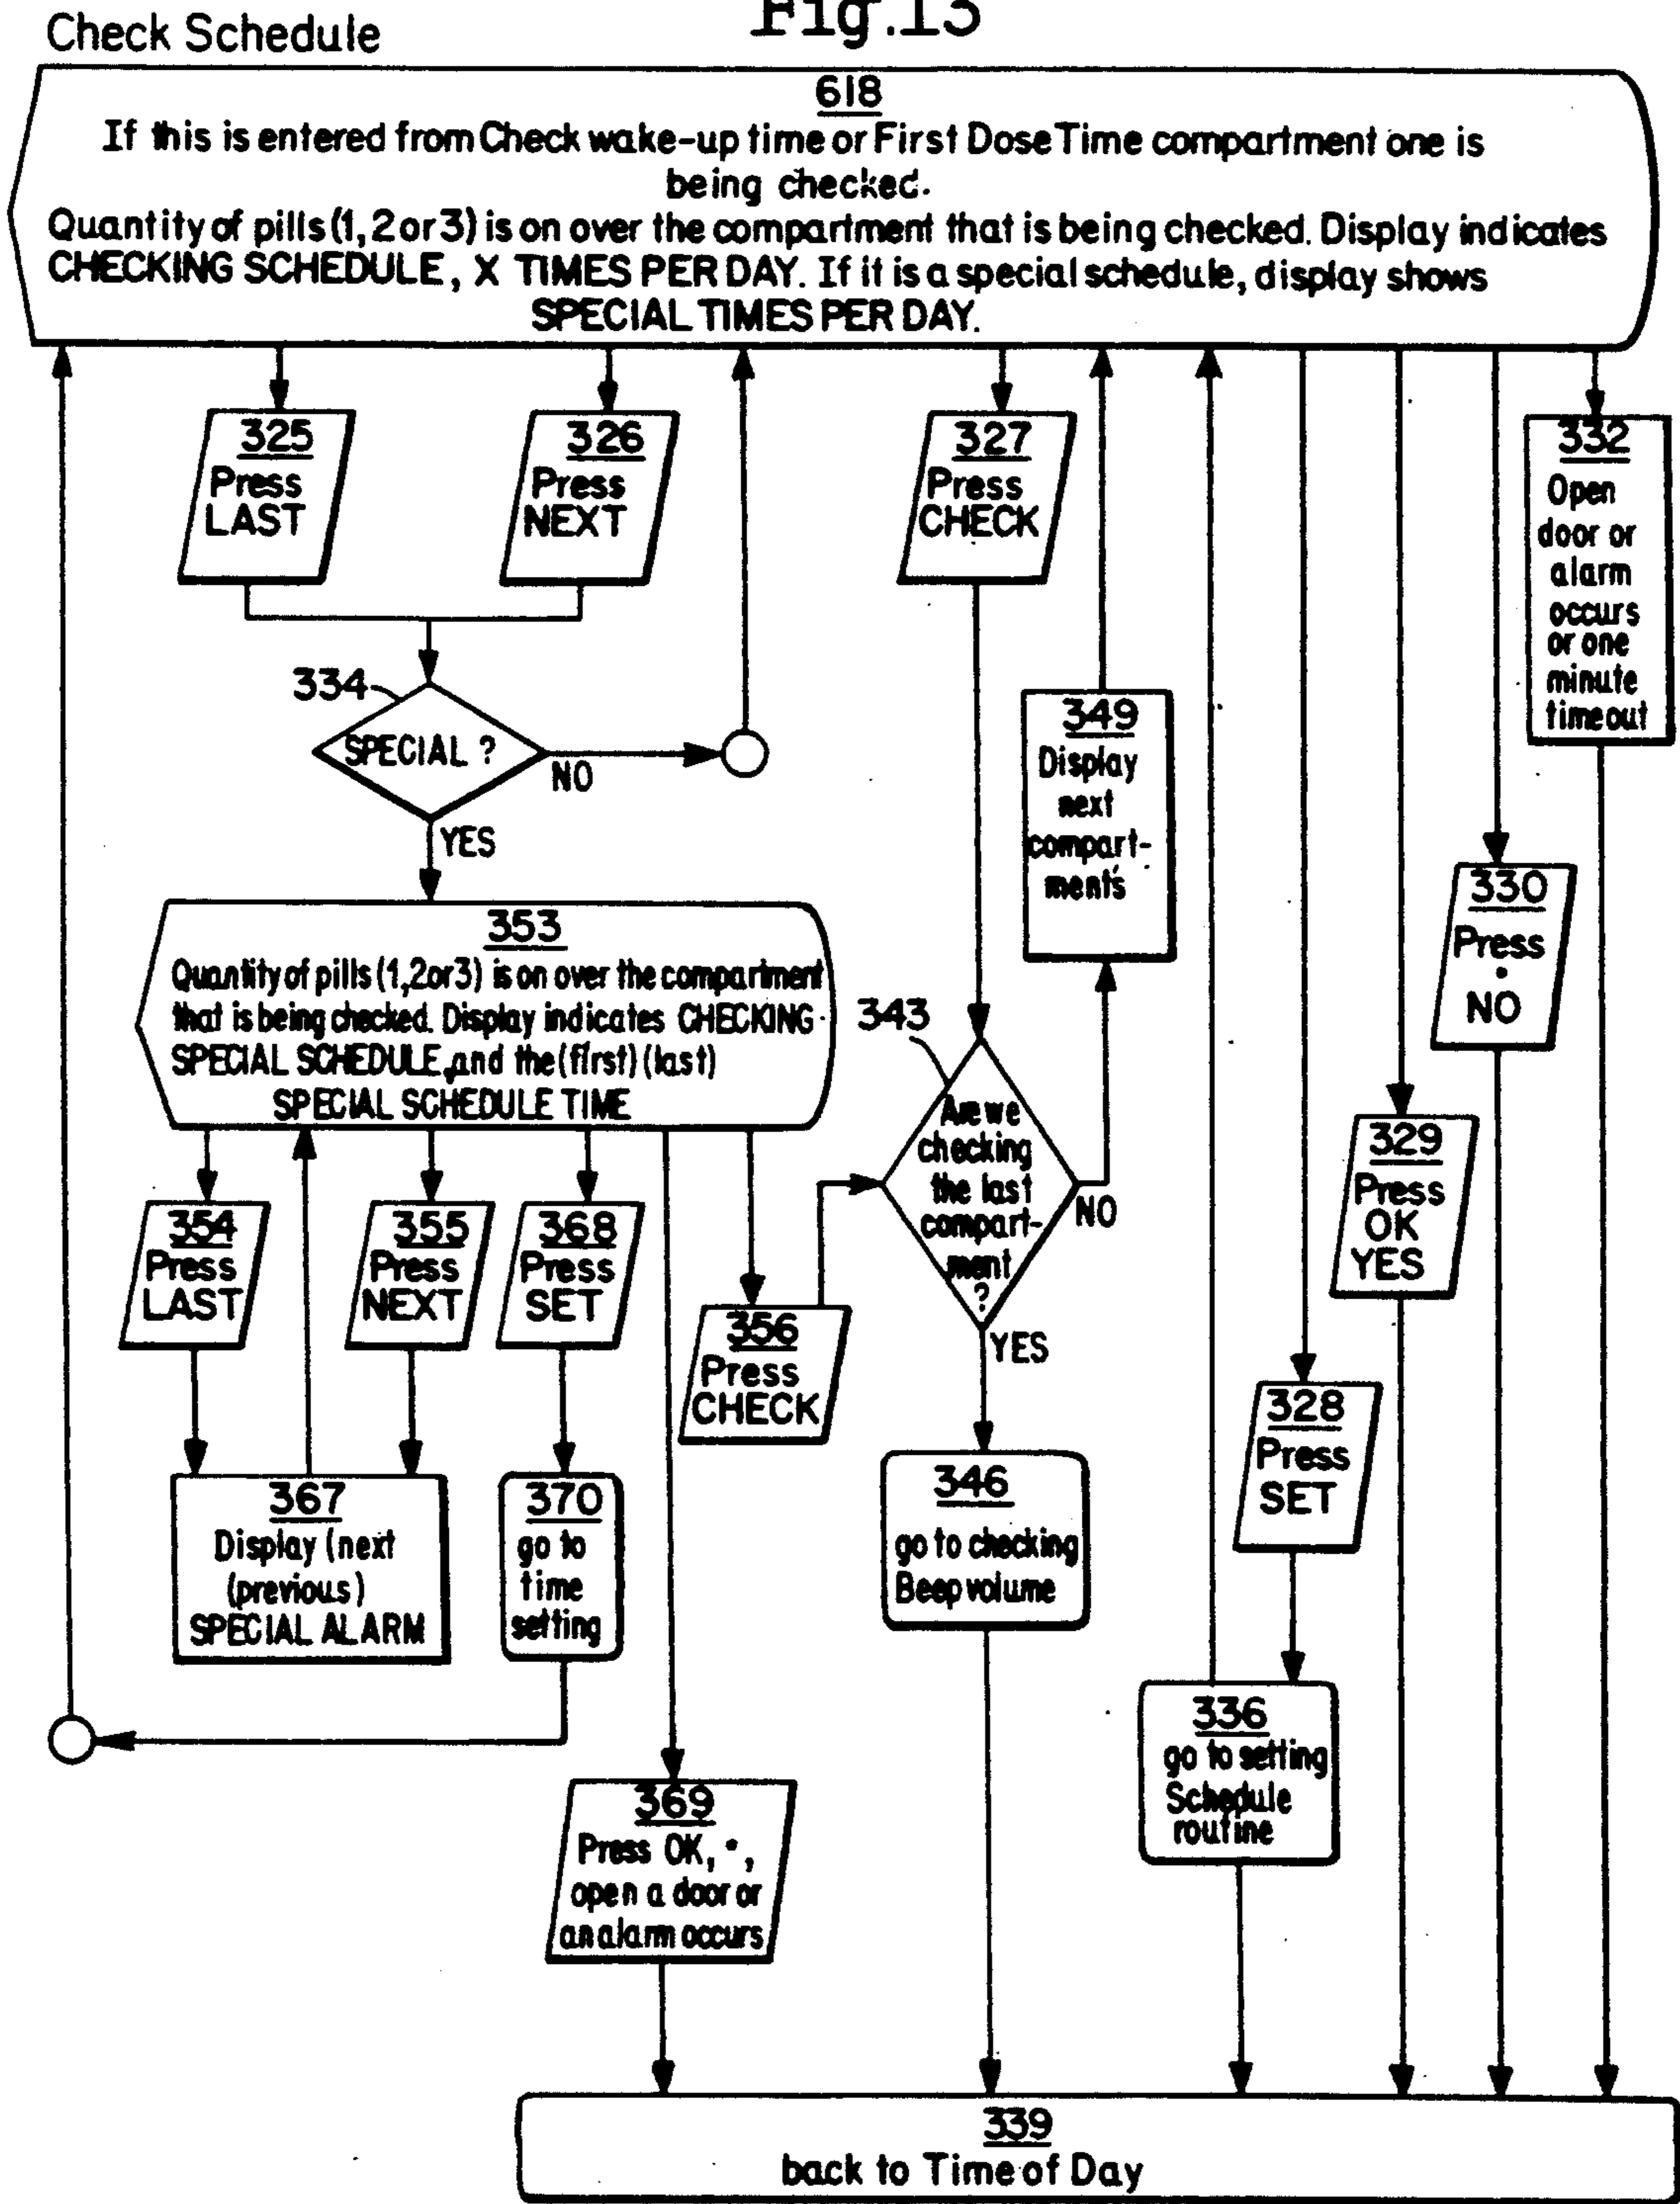 Fig.13
Check Schedule
618
If this is entered from Check wake-up time or First Dose Time compartment one is
being checked.
Quantity of pills (1, 2 or 3) is on over the compartment that is being checked. Display indicates
CHECKING SCHEDULE, X TIMES PER DAY. If it is a special schedule, display shows
SPECIAL TIMES PER DAY.
325
Press
LAST
326
Press
NEXT
327
Press
CHECK
332
Open
door or
alarm
occurs
or one
minute
timeout
334
SPECIAL ?
NO
YES
349
Display
next
compart-
ment's
330
Press
*
NO
353
Quantity of pills (1,2or3) is on over the compartment
that is being checked. Display indicates CHECKING
SPECIAL SCHEDULE, and the (first) (last)
SPECIAL SCHEDULE TIME
343
Are we
checking
the last
compart-
ment
?
NO
YES
329
Press
OK
YES
354
Press
LAST
355
Press
NEXT
368
Press
SET
356
Press
CHECK
328
Press
SET
367
Display (next
(previous)
SPECIAL ALARM
370
go to
time
setting
346
go to checking
Beep volume
336
go to setting
Schedule
routine
369
Press OK, *,
open a door or
an alarm occurs
339
back to Time of Day